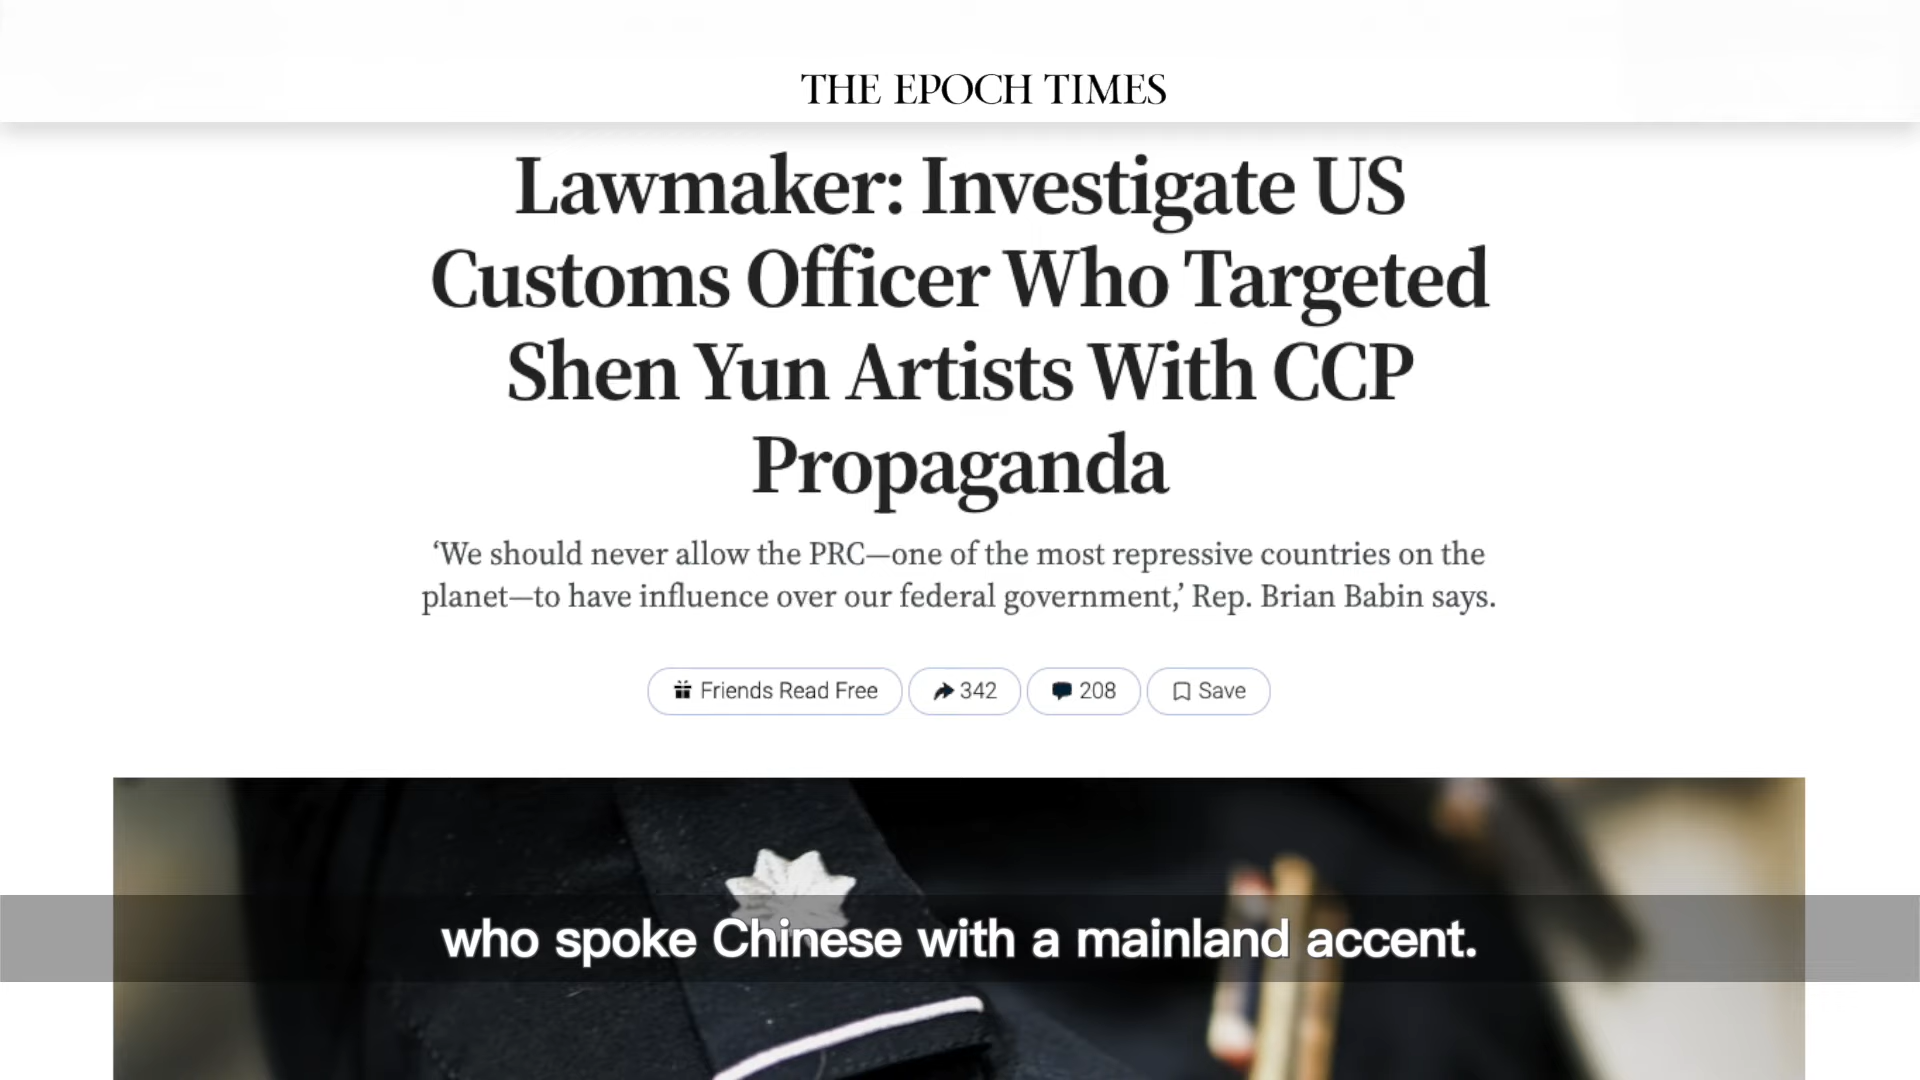 THE EPOCH TIMES
Lawmaker: Investigate US
Customs Officer Who Targeted
Shen Yun Artists With CCP
Propaganda
‘We should never allow the PRC—one of the most repressive countries on the
planet—to have influence over our federal government,’ Rep. Brian Babin says.
Friends Read Free 342 208 Save
who spoke Chinese with a mainland accent.